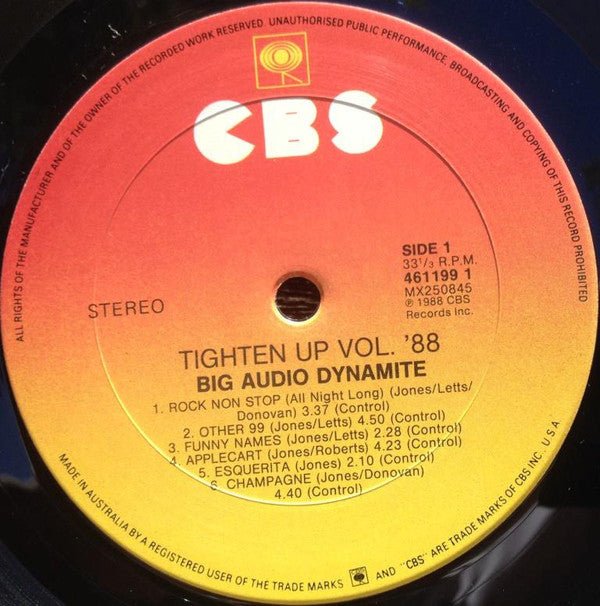 ALL RIGHTS OF THE MANUFACTURER AND OF THE OWNER OF THE RECORDED WORK RESERVED. UNAUTHORISED PUBLIC PERFORMANCE, BROADCASTING AND COPYING OF THIS RECORD PROHIBITED
CBS
SIDE 1
33 1/3 R.P.M.
461199 1
MX250845
℗ 1988 CBS
Records Inc.
STEREO
TIGHTEN UP VOL. '88
BIG AUDIO DYNAMITE
1. ROCK NON STOP (All Night Long) (Jones/Letts/
Donovan) 3.37 (Control)
2. OTHER 99 (Jones/Letts) 4.50 (Control)
3. FUNNY NAMES (Jones/Letts) 2.28 (Control)
4. APPLECART (Jones/Roberts) 4.23 (Control)
5. ESQUERITA (Jones) 2.10 (Control)
6. CHAMPAGNE (Jones/Donovan)
4.40 (Control)
MADE IN AUSTRALIA BY A REGISTERED USER OF THE TRADE MARKS AND "CBS" ARE TRADE MARKS OF CBS INC. U.S.A.